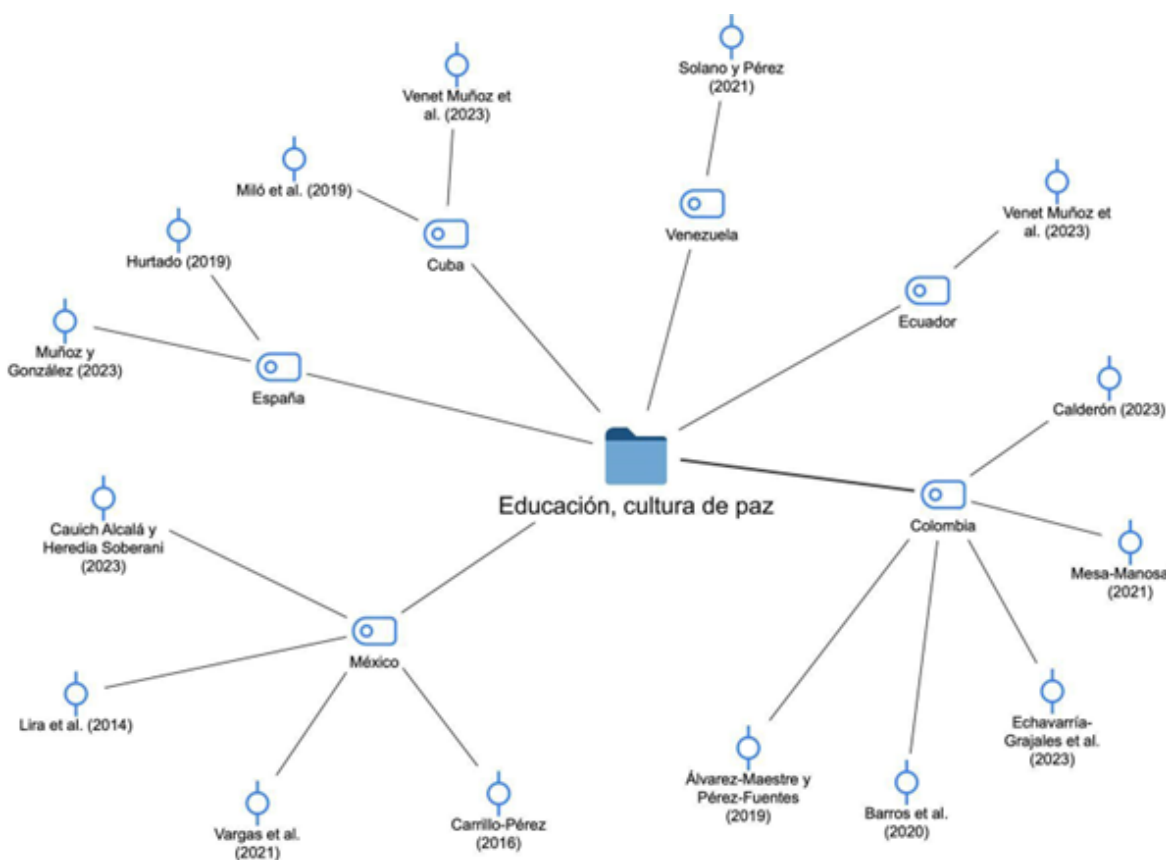 Solano y Pérez
(2021)
Venet Muñoz et
al. (2023)
Miló et al. (2019)
Venezuela
Venet Muñoz et
al. (2023)
Hurtado (2019)
Cuba
Ecuador
Muñoz y
González (2023)
España
Calderón (2023)
Educación, cultura de paz
Colombia
Cauich Alcalá y
Heredia Soberani
(2023)
Mesa-Manosa
(2021)
México
Lira et al. (2014)
Echavarría-
Grajales et al.
(2023)
Álvarez-Maestre y
Pérez-Fuentes
(2019)
Barros et al.
(2020)
Vargas et al.
(2021)
Carrillo-Pérez
(2016)